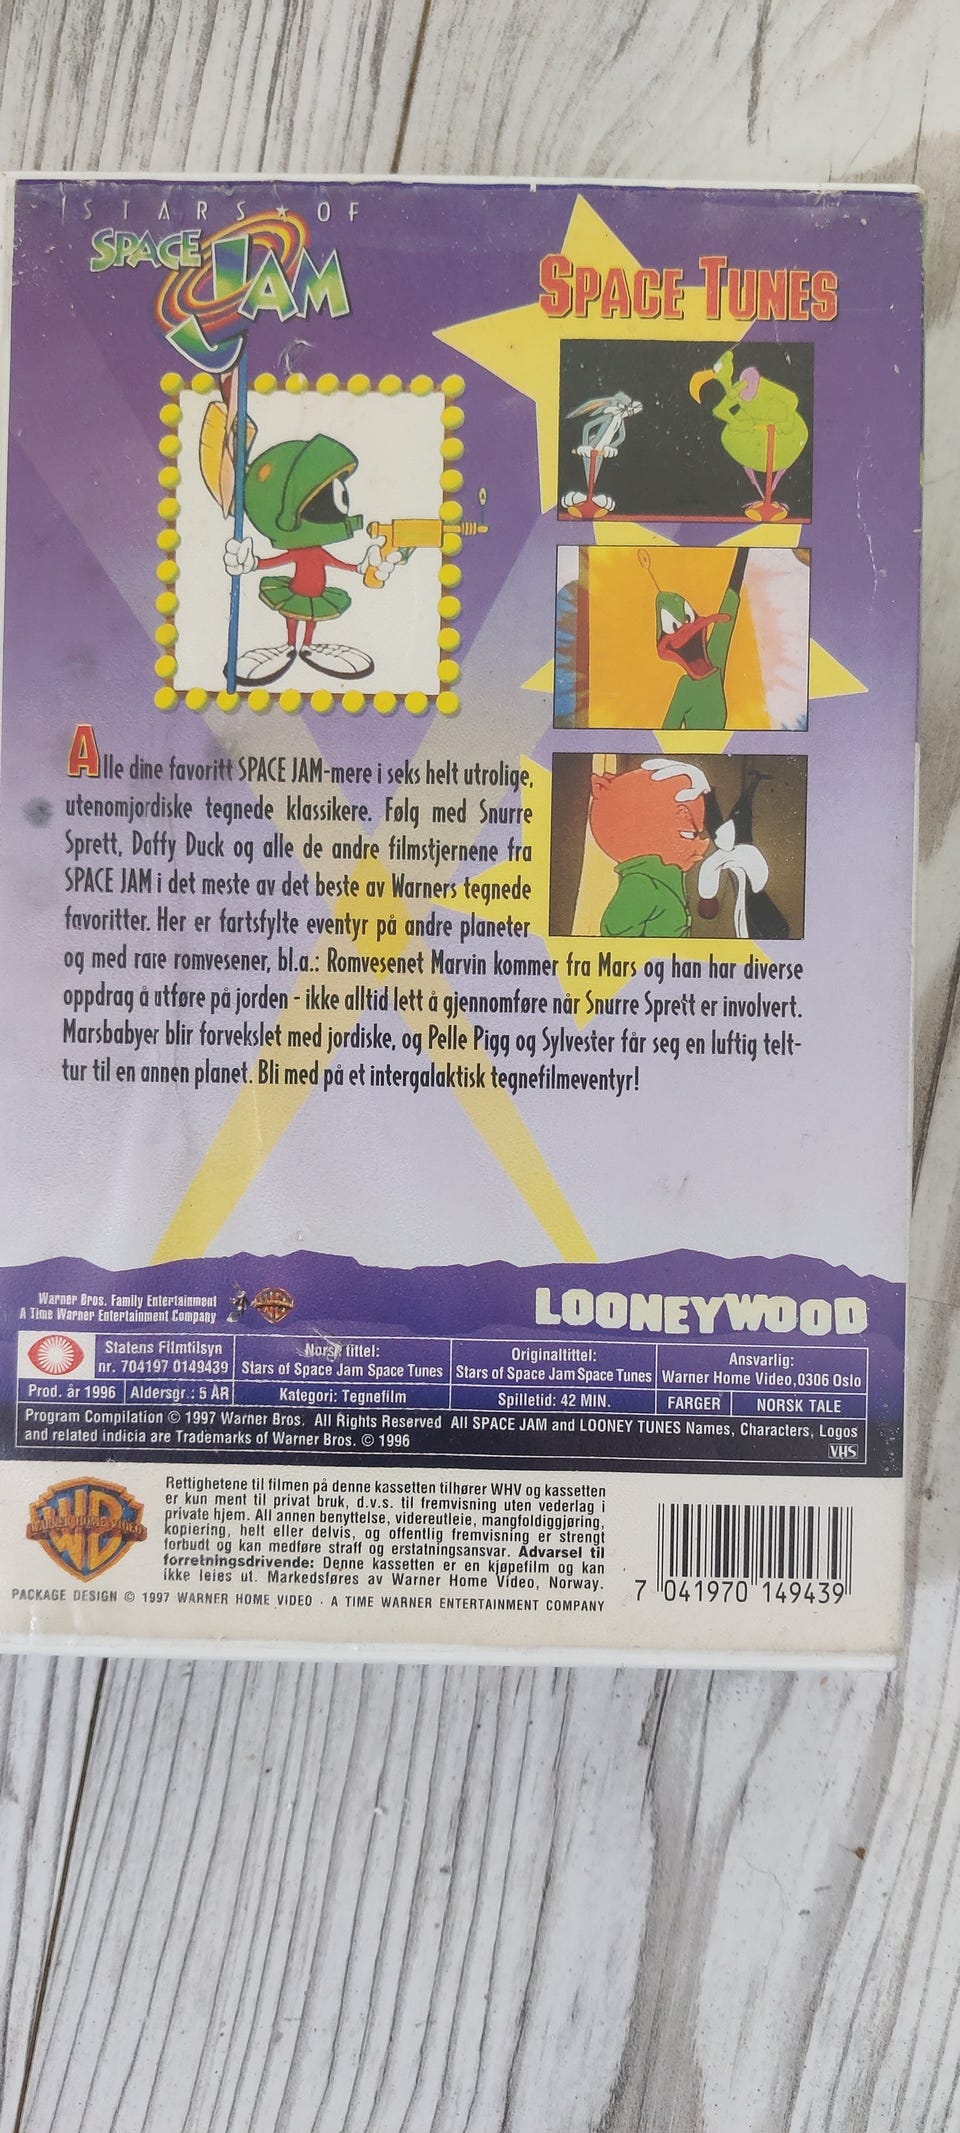 STARS OF
SPACE JAM
SPACE TUNES
Alle dine favoritt SPACE JAM-mere i seks helt utrolige,
utenomjordiske tegnede klassikere. Følg med Snurre
Sprett, Daffy Duck og alle de andre filmstjernene fra
SPACE JAM i det meste av det beste av Warners tegnede
favoritter. Her er fartsfylte eventyr på andre planeter
og med rare romvesener, bl.a.: Romvesenet Marvin kommer fra Mars og han har diverse
oppdrag å utføre på jorden - ikke alltid lett å gjennomføre når Snurre Sprett er involvert.
Marsbabyer blir forvekslet med jordiske, og Pelle Pigg og Sylvester får seg en luftig telt-
tur til en annen planet. Bli med på et intergalaktisk tegnefilmeventyr!
Warner Bros. Family Entertainment
A Time Warner Entertainment Company
LOONEYWOOD
Statens Filmtilsyn
nr. 704197 0149439
Norsk tittel:
Stars of Space Jam Space Tunes
Originaltittel:
Stars of Space Jam Space Tunes
Ansvarlig:
Warner Home Video, 0306 Oslo
Prod. år 1996 Aldersgr.: 5 ÅR Kategori: Tegnefilm Spilletid: 42 MIN. FARGER NORSK TALE
Program Compilation © 1997 Warner Bros. All Rights Reserved All SPACE JAM and LOONEY TUNES Names, Characters, Logos
and related indicia are Trademarks of Warner Bros. © 1996
VHS
WB
WARNER HOME VIDEO
Rettighetene til filmen på denne kassetten tilhører WHV og kassetten
er kun ment til privat bruk, d.v.s. til fremvisning uten vederlag i
private hjem. All annen benyttelse, videreutleie, mangfoldiggjøring,
kopiering, helt eller delvis, og offentlig fremvisning er strengt
forbudt og kan medføre straff og erstatningsansvar. Advarsel til
forretningsdrivende: Denne kassetten er en kjøpefilm og kan
ikke leies ut. Markedsføres av Warner Home Video, Norway.
PACKAGE DESIGN © 1997 WARNER HOME VIDEO · A TIME WARNER ENTERTAINMENT COMPANY
7 041970 149439